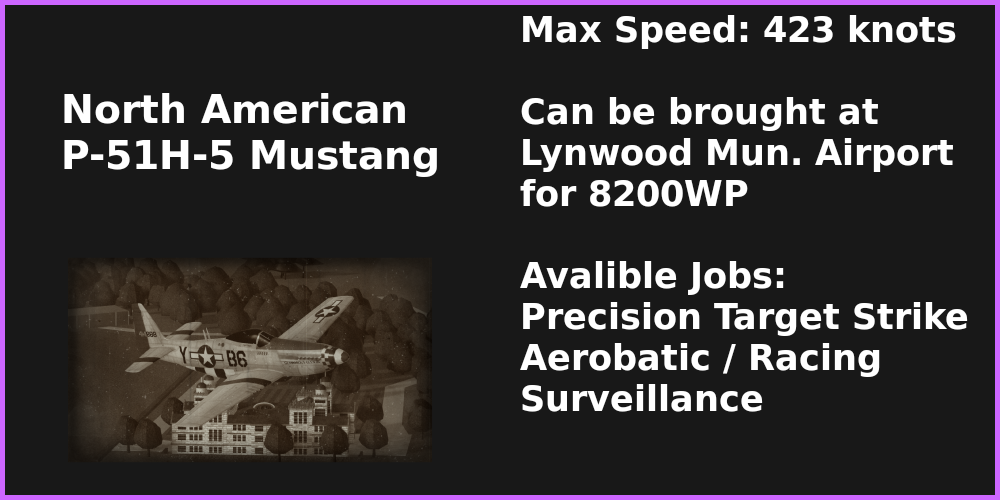 North American
P-51H-5 Mustang
Y B6
Max Speed: 423 knots
Can be brought at
Lynwood Mun. Airport
for 8200WP
Avalible Jobs:
Precision Target Strike
Aerobatic / Racing
Surveillance